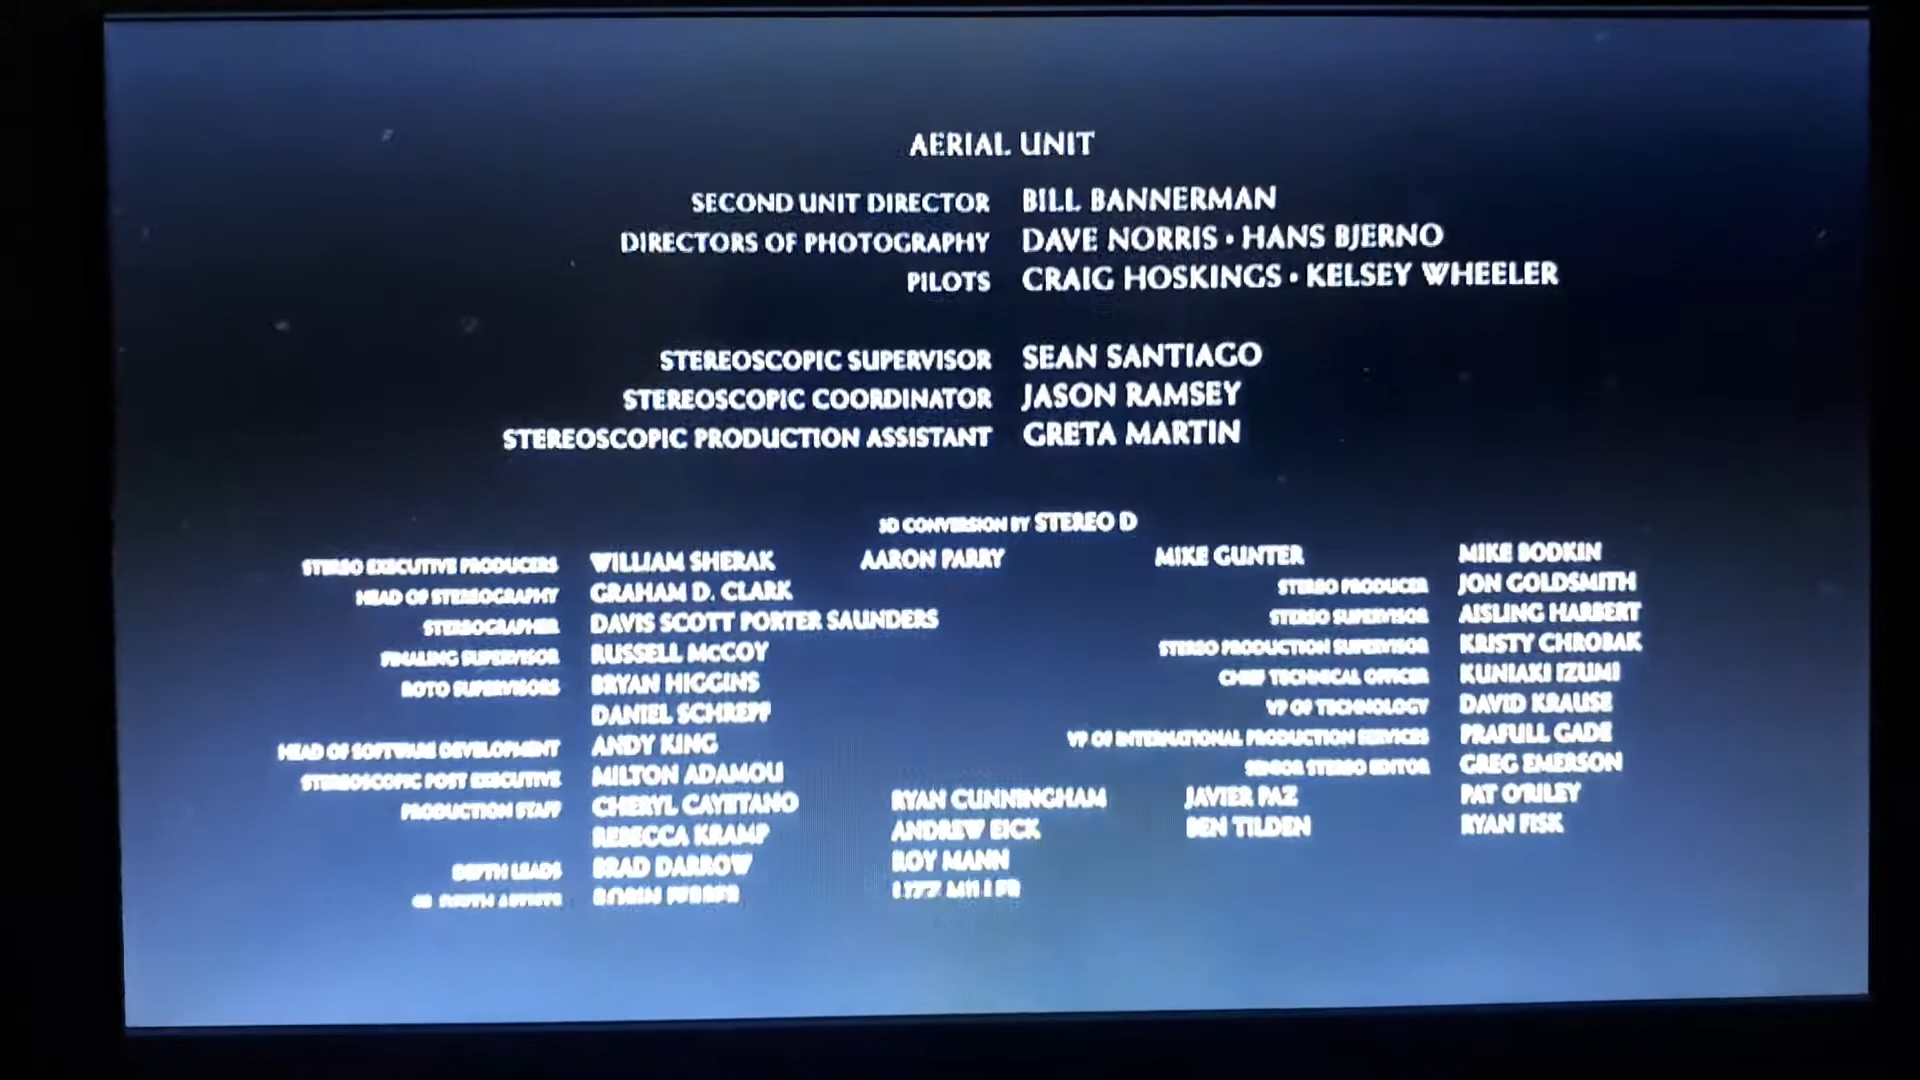 AERIAL UNIT
SECOND UNIT DIRECTOR BILL BANNERMAN
DIRECTORS OF PHOTOGRAPHY DAVE NORRIS • HANS BJERNO
PILOTS CRAIG HOSKINGS • KELSEY WHEELER
STEREOSCOPIC SUPERVISOR SEAN SANTIAGO
STEREOSCOPIC COORDINATOR JASON RAMSEY
STEREOSCOPIC PRODUCTION ASSISTANT GRETA MARTIN
3D CONVERSION BY STEREO D
STEREO EXECUTIVE PRODUCERS WILLIAM SHERAK AARON PARRY MIKE GUNTER MIKE BODKIN
HEAD OF STEREOGRAPHY GRAHAM D. CLARK STEREO PRODUCER JON GOLDSMITH
STEREOGRAPHER DAVIS SCOTT PORTER SAUNDERS STEREO SUPERVISOR AISLING HARBERT
FINALING SUPERVISOR RUSSELL McCOY STEREO PRODUCTION SUPERVISOR KRISTY CHROBAK
ROTO SUPERVISORS BRYAN HIGGINS CHIEF TECHNICAL OFFICER KUNIAKI IZUMI
DANIEL SCHREPF VP OF TECHNOLOGY DAVID KRAUSE
HEAD OF SOFTWARE DEVELOPMENT ANDY KING VP OF INTERNATIONAL PRODUCTION SERVICES PRAFULL GADE
STEREOSCOPIC POST EXECUTIVE MILTON ADAMOU SENIOR STEREO EDITOR GREG EMERSON
PRODUCTION STAFF CHERYL CAYETANO RYAN CUNNINGHAM JAVIER PAZ PAT O'RILEY
REBECCA KRAMP ANDREW EICK BEN TILDEN RYAN FISK
DEPTH LEADS BRAD DARROW ROY MANN
LIZZ MILLER